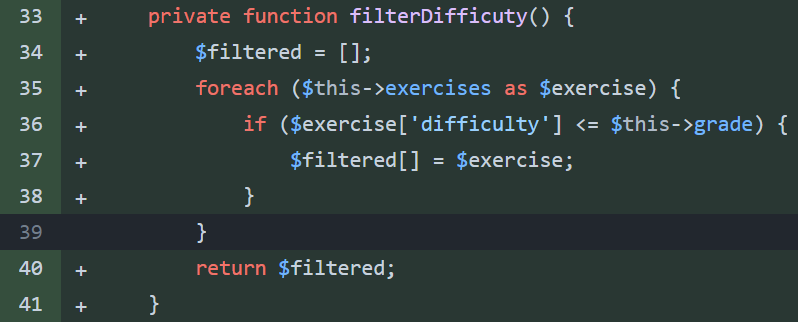 33 + private function filterDifficuty() {
34 + $filtered = [];
35 + foreach ($this->exercises as $exercise) {
36 + if ($exercise['difficulty'] <= $this->grade) {
37 + $filtered[] = $exercise;
38 + }
39 }
40 + return $filtered;
41 + }